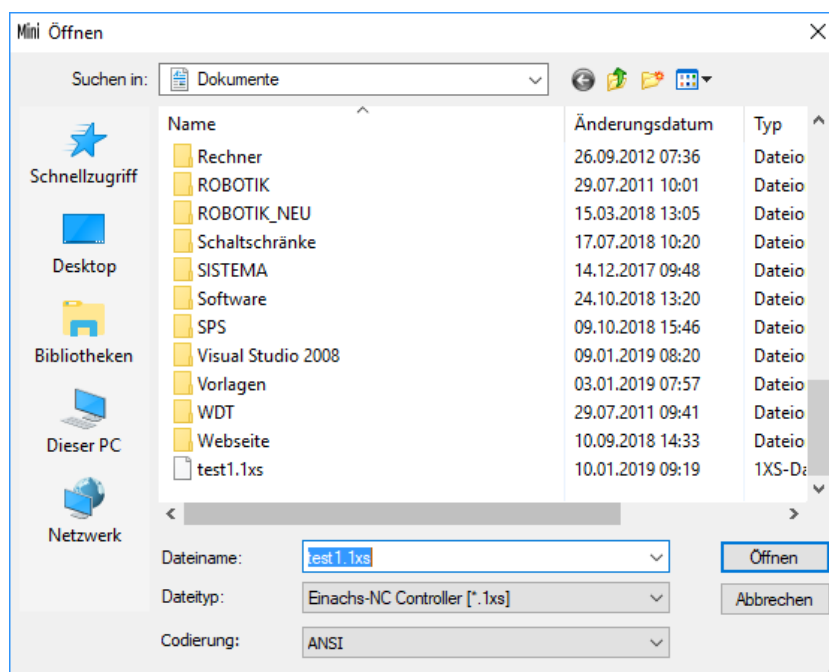 Mini Öffnen
Suchen in: Dokumente
Name Änderungsdatum Typ
Rechner 26.09.2012 07:36 Dateio
ROBOTIK 29.07.2011 10:01 Dateio
ROBOTIK_NEU 15.03.2018 13:05 Dateio
Schaltschränke 17.07.2018 10:20 Dateio
SISTEMA 14.12.2017 09:48 Dateio
Software 24.10.2018 13:20 Dateio
SPS 09.10.2018 15:46 Dateio
Visual Studio 2008 09.01.2019 08:20 Dateio
Vorlagen 03.01.2019 07:57 Dateio
WDT 29.07.2011 09:41 Dateio
Webseite 10.09.2018 14:33 Dateio
test1.1xs 10.01.2019 09:19 1XS-Da
Schnellzugriff
Desktop
Bibliotheken
Dieser PC
Netzwerk
Dateiname: test1.1xs Öffnen
Dateityp: Einachs-NC Controller [*.1xs] Abbrechen
Codierung: ANSI